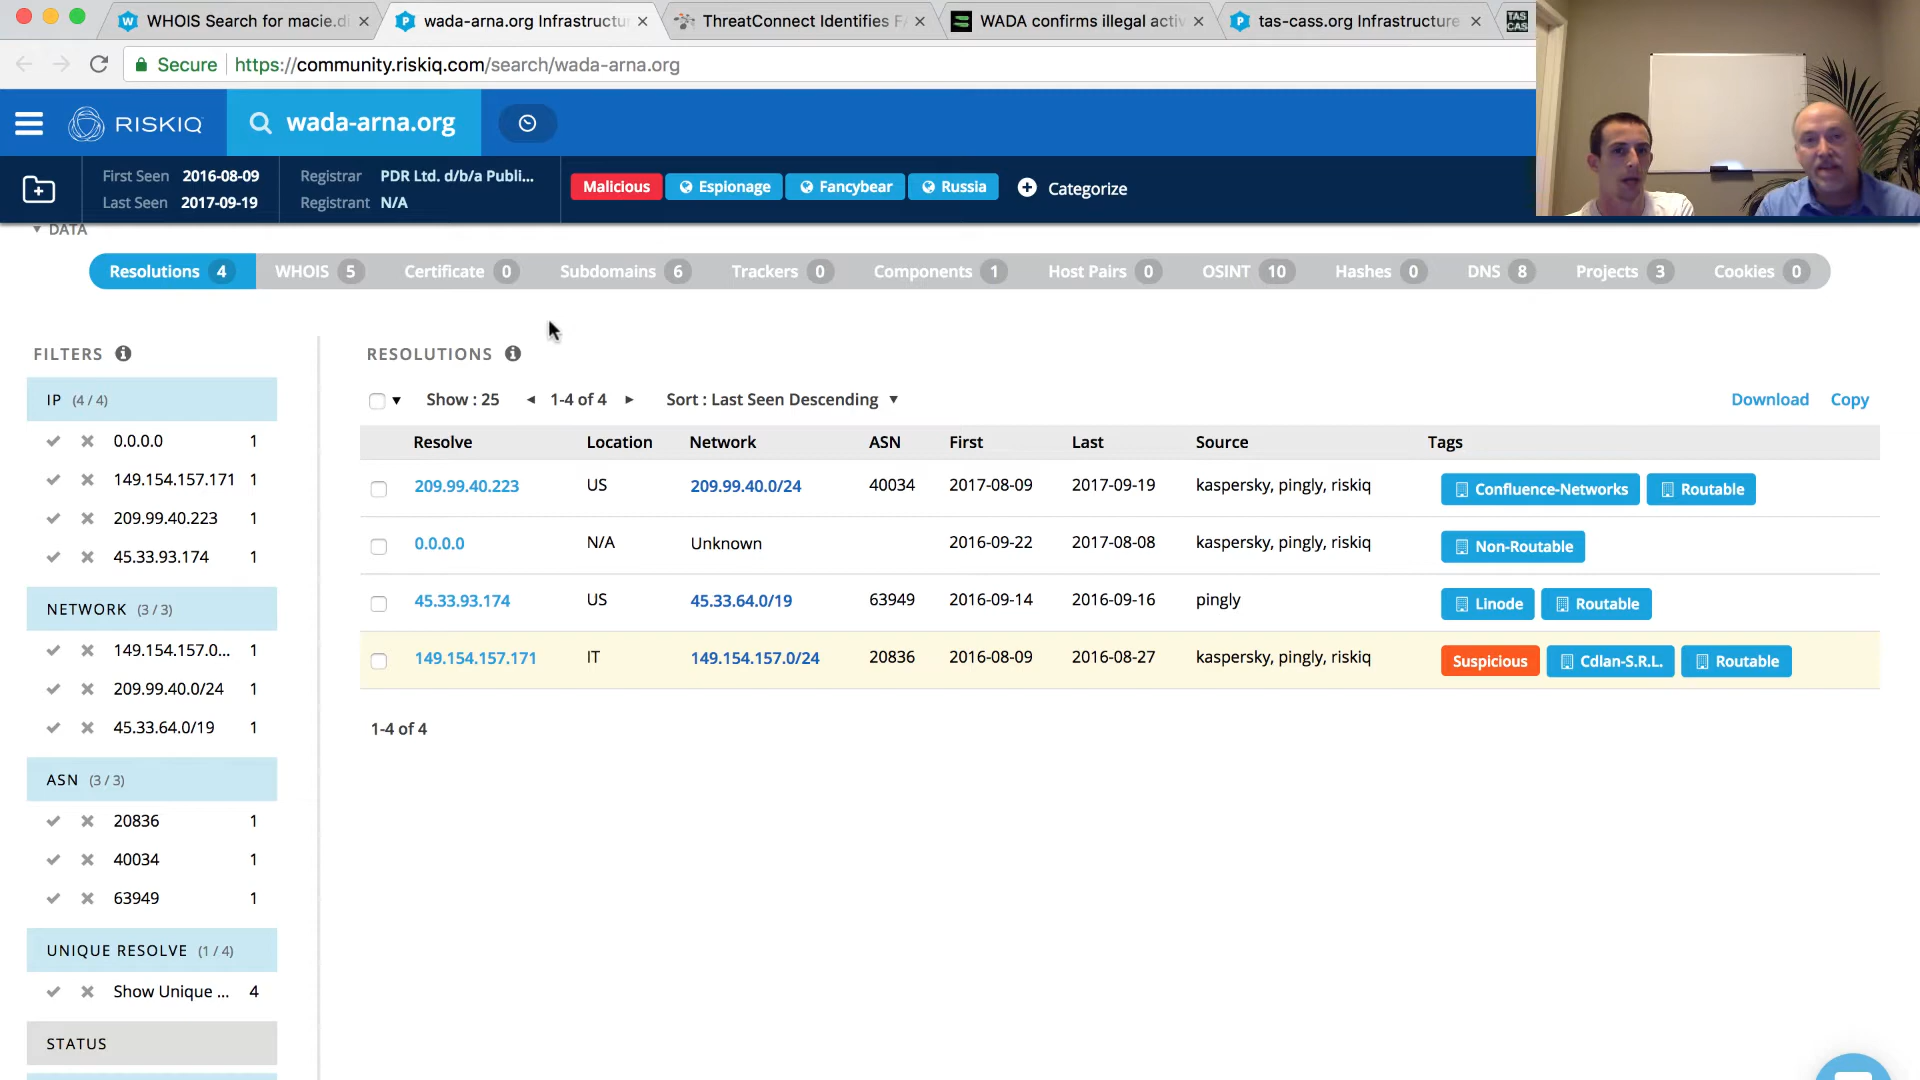 WHOIS Search for macie.di
wada-arna.org Infrastructu
ThreatConnect Identifies FA
WADA confirms illegal activ
tas-cass.org Infrastructure
TAS
CAS
Secure
https://community.riskiq.com/search/wada-arna.org
RISKIQ
wada-arna.org
First Seen 2016-08-09
Last Seen 2017-09-19
Registrar PDR Ltd. d/b/a Publi...
Registrant N/A
Malicious
Espionage
Fancybear
Russia
Categorize
DATA
Resolutions 4
WHOIS 5
Certificate 0
Subdomains 6
Trackers 0
Components 1
Host Pairs 0
OSINT 10
Hashes 0
DNS 8
Projects 3
Cookies 0
FILTERS
IP (4 / 4)
0.0.0.0 1
149.154.157.171 1
209.99.40.223 1
45.33.93.174 1
NETWORK (3 / 3)
149.154.157.0... 1
209.99.40.0/24 1
45.33.64.0/19 1
ASN (3 / 3)
20836 1
40034 1
63949 1
UNIQUE RESOLVE (1 / 4)
Show Unique ... 4
STATUS
RESOLUTIONS
Show : 25 1-4 of 4 Sort : Last Seen Descending
Download Copy
Resolve Location Network ASN First Last Source Tags
209.99.40.223 US 209.99.40.0/24 40034 2017-08-09 2017-09-19 kaspersky, pingly, riskiq Confluence-Networks Routable
0.0.0.0 N/A Unknown 2016-09-22 2017-08-08 kaspersky, pingly, riskiq Non-Routable
45.33.93.174 US 45.33.64.0/19 63949 2016-09-14 2016-09-16 pingly Linode Routable
149.154.157.171 IT 149.154.157.0/24 20836 2016-08-09 2016-08-27 kaspersky, pingly, riskiq Suspicious Cdlan-S.R.L. Routable
1-4 of 4